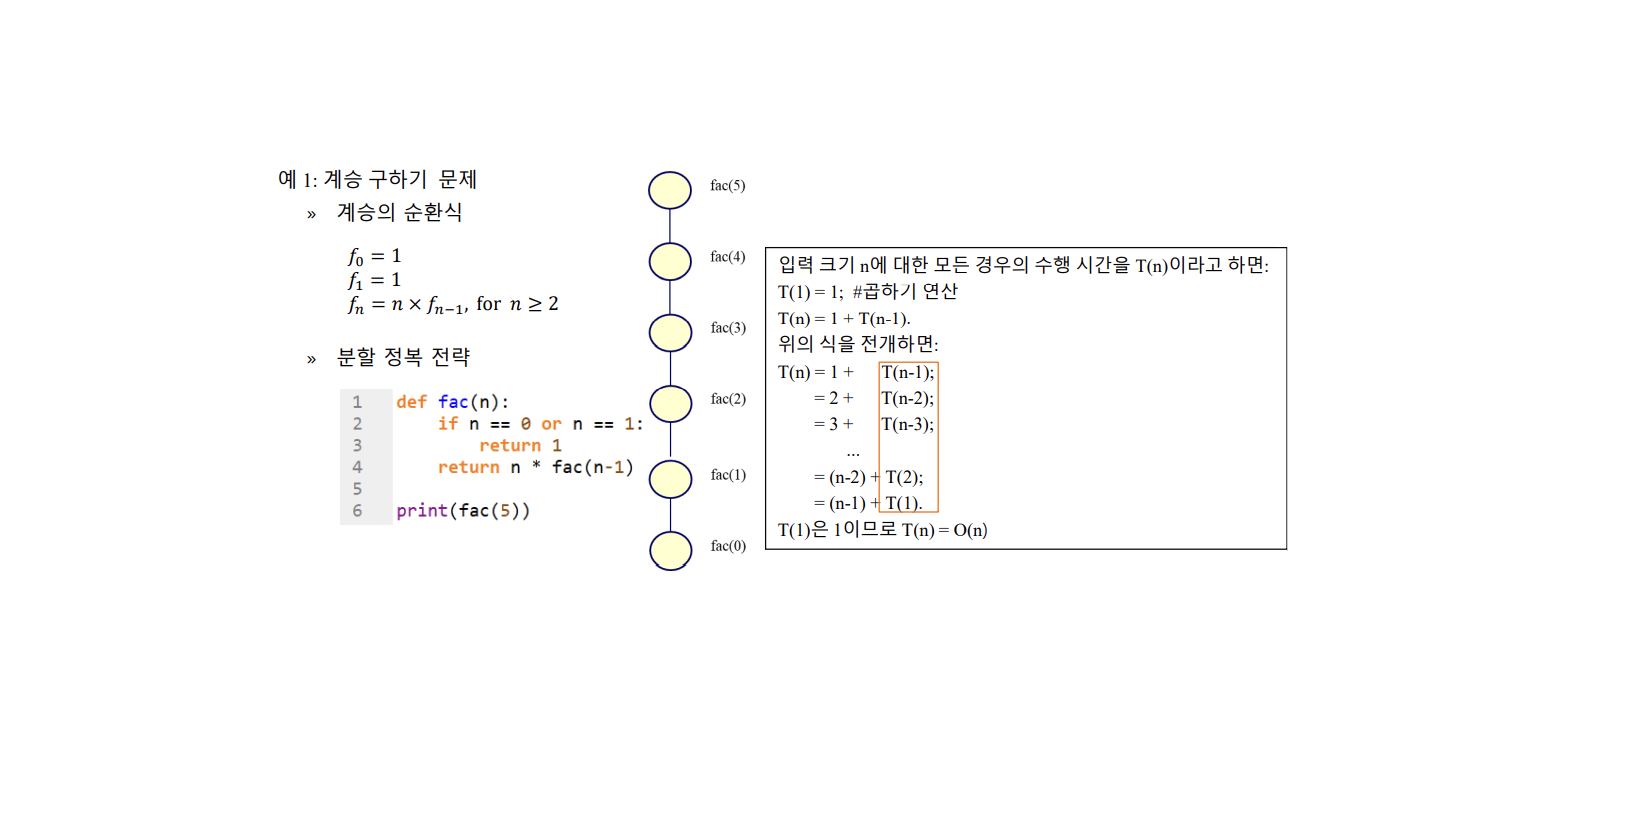 예 1: 계승 구하기 문제
» 계승의 순환식
f₀ = 1
f₁ = 1
fₙ = n × fₙ₋₁, for n ≥ 2
» 분할 정복 전략
1 def fac(n):
2 if n == 0 or n == 1:
3 return 1
4 return n * fac(n-1)
5
6 print(fac(5))
fac(5)
fac(4)
fac(3)
fac(2)
fac(1)
fac(0)
입력 크기 n에 대한 모든 경우의 수행 시간을 T(n)이라고 하면:
T(1) = 1; #곱하기 연산
T(n) = 1 + T(n-1).
위의 식을 전개하면:
T(n) = 1 + T(n-1);
= 2 + T(n-2);
= 3 + T(n-3);
...
= (n-2) + T(2);
= (n-1) + T(1).
T(1)은 1이므로 T(n) = O(n)